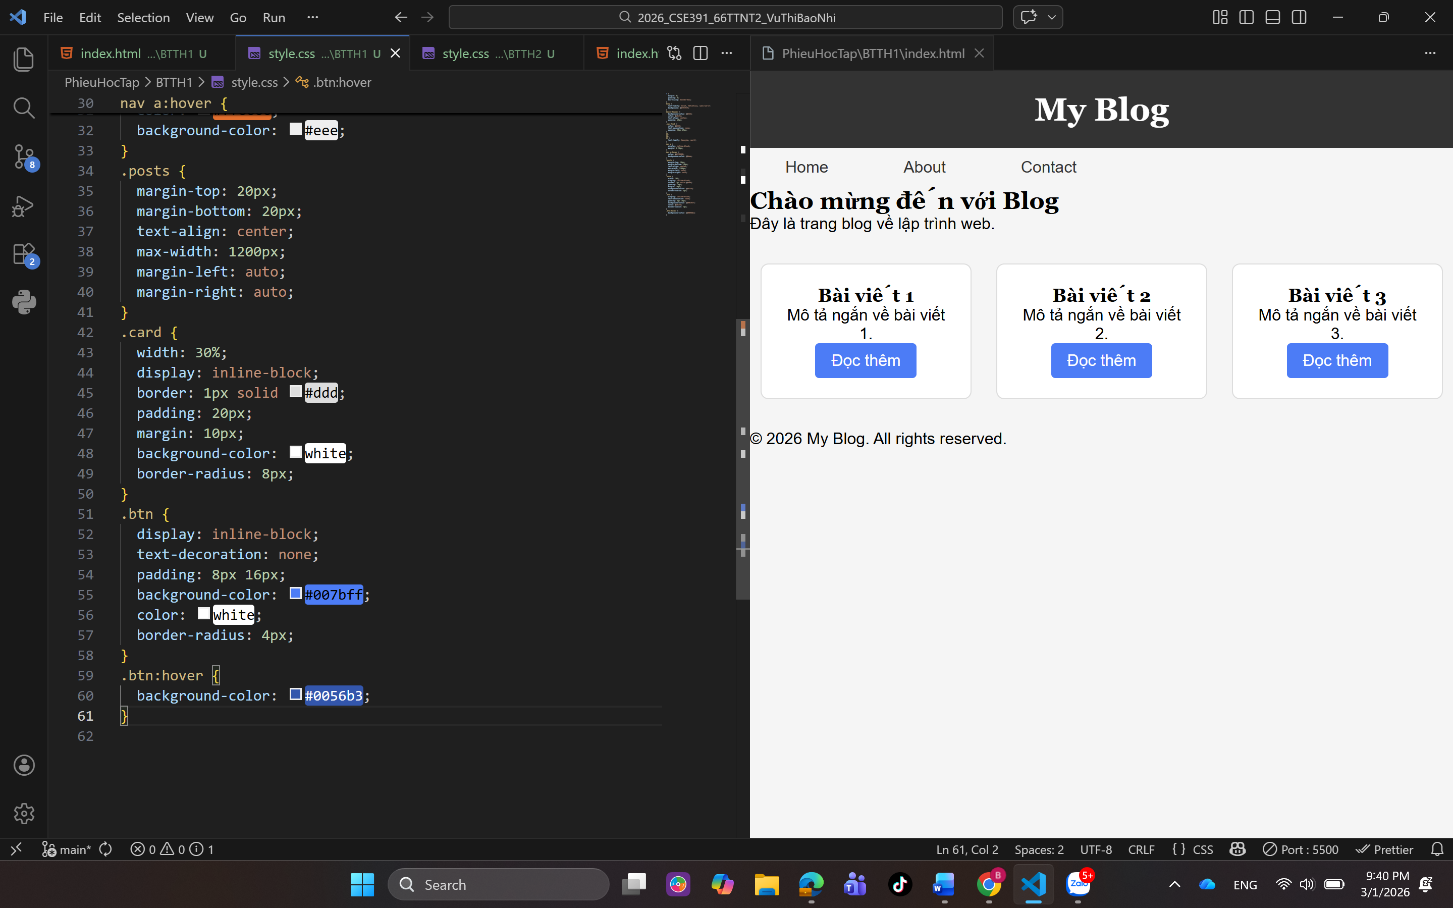 File Edit Selection View Go Run ··· 2026_CSE391_66TTNT2_VuThiBaoNhi
index.html ...\BTTH1 U style.css ...\BTTH1 U style.css ...\BTTH2 U index.h PhieuHocTap\BTTH1\index.html
PhieuHocTap > BTTH1 > style.css > .btn:hover
30 nav a:hover {
32 background-color: #eee;
33 }
34 .posts {
35 margin-top: 20px;
36 margin-bottom: 20px;
37 text-align: center;
38 max-width: 1200px;
39 margin-left: auto;
40 margin-right: auto;
41 }
42 .card {
43 width: 30%;
44 display: inline-block;
45 border: 1px solid #ddd;
46 padding: 20px;
47 margin: 10px;
48 background-color: white;
49 border-radius: 8px;
50 }
51 .btn {
52 display: inline-block;
53 text-decoration: none;
54 padding: 8px 16px;
55 background-color: #007bff;
56 color: white;
57 border-radius: 4px;
58 }
59 .btn:hover {
60 background-color: #0056b3;
61 }
62
8
2
My Blog
Home About Contact
Chào mừng đến với Blog
Đây là trang blog về lập trình web.
Bài viết 1
Mô tả ngắn về bài viết
1.
Đọc thêm
Bài viết 2
Mô tả ngắn về bài viết
2.
Đọc thêm
Bài viết 3
Mô tả ngắn về bài viết
3.
Đọc thêm
© 2026 My Blog. All rights reserved.
main* 0 0 1 Ln 61, Col 2 Spaces: 2 UTF-8 CRLF { } CSS Port : 5500 Prettier
Search B Zalo 5+ ENG 9:40 PM
3/1/2026